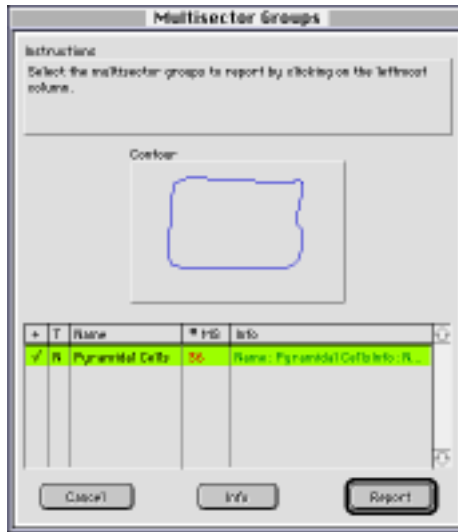 Multisector Groups
Instructions
Select the multisector groups to report by clicking on the leftmost
column.
Contour
+ T Name # MS Info
√ N Pyramidal Cells 36 Name: Pyramidal Cells Info: N...
Cancel Info Report